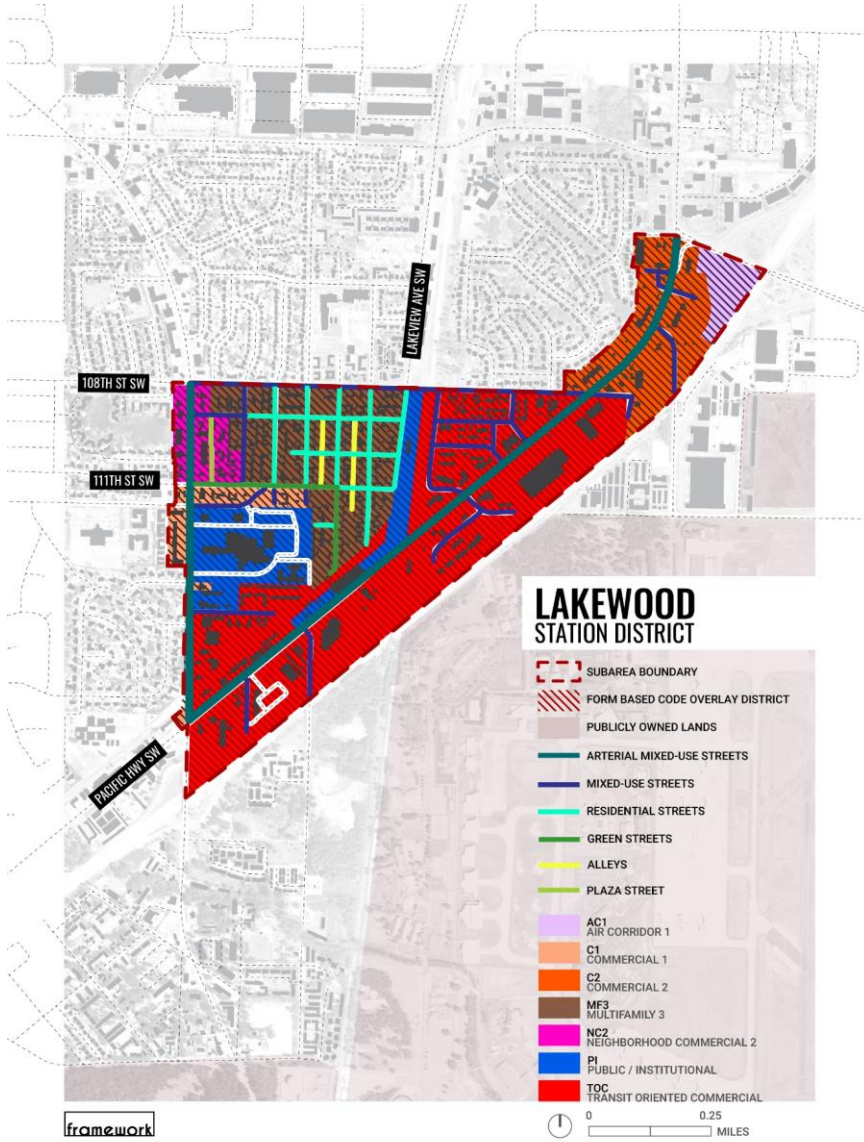 LAKEVIEW AVE SW
108TH ST SW
111TH ST SW
PACIFIC HWY SW
LAKEWOOD
STATION DISTRICT
SUBAREA BOUNDARY
FORM BASED CODE OVERLAY DISTRICT
PUBLICLY OWNED LANDS
ARTERIAL MIXED-USE STREETS
MIXED-USE STREETS
RESIDENTIAL STREETS
GREEN STREETS
ALLEYS
PLAZA STREET
AC1
AIR CORRIDOR 1
C1
COMMERCIAL 1
C2
COMMERCIAL 2
MF3
MULTIFAMILY 3
NC2
NEIGHBORHOOD COMMERCIAL 2
PI
PUBLIC / INSTITUTIONAL
TOC
TRANSIT ORIENTED COMMERCIAL
0 0.25
MILES
framework